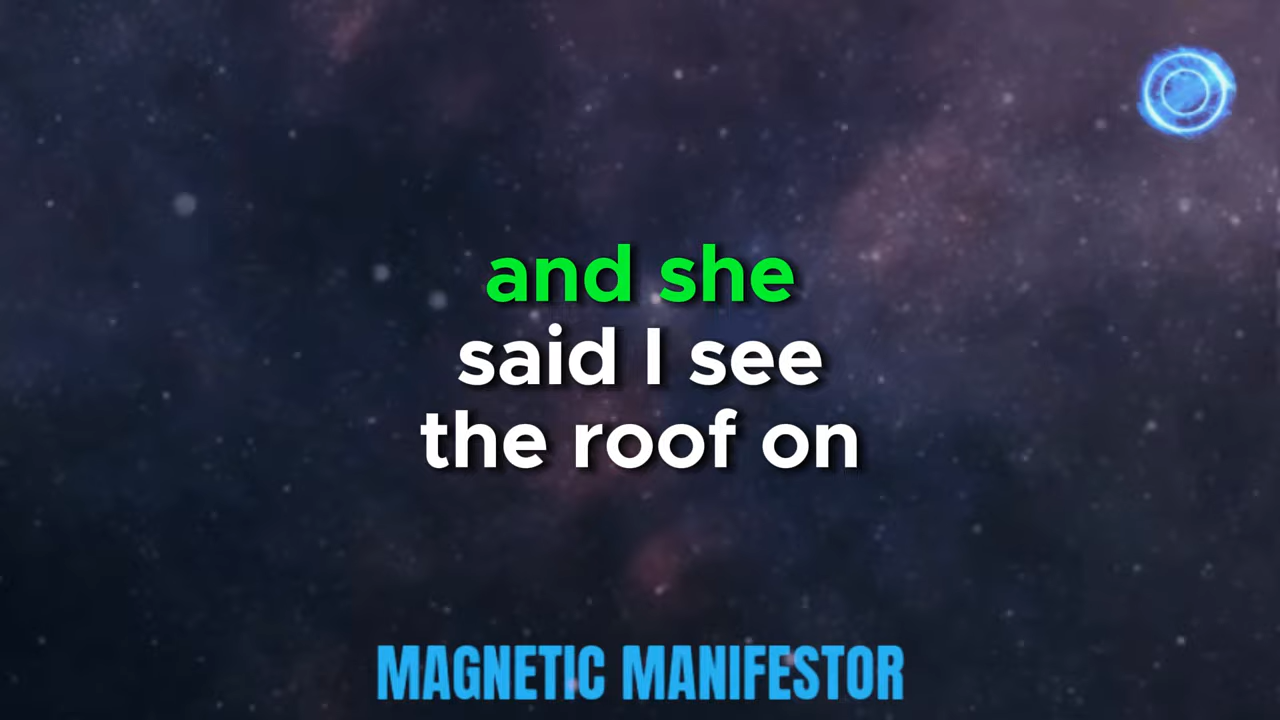 and she
said I see
the roof on
MAGNETIC MANIFESTOR